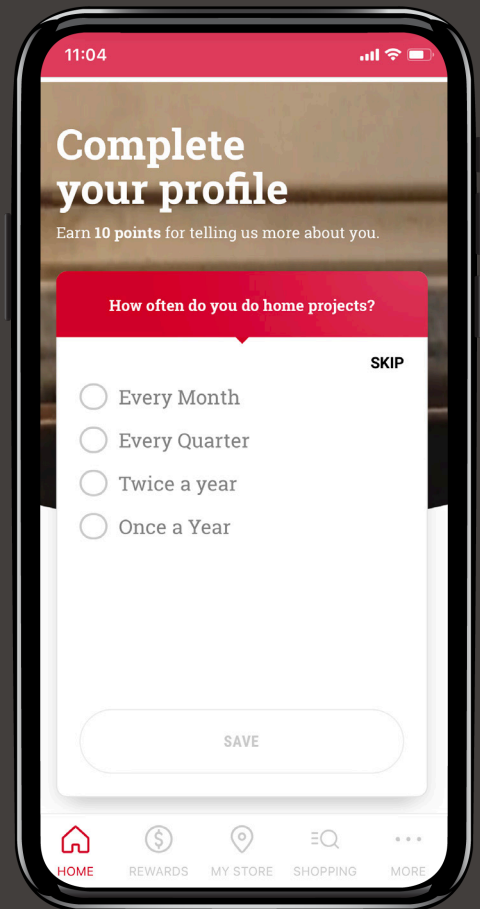 11:04
Complete
your profile
Earn 10 points for telling us more about you.
How often do you do home projects?
SKIP
Every Month
Every Quarter
Twice a year
Once a Year
SAVE
HOME REWARDS MY STORE SHOPPING MORE